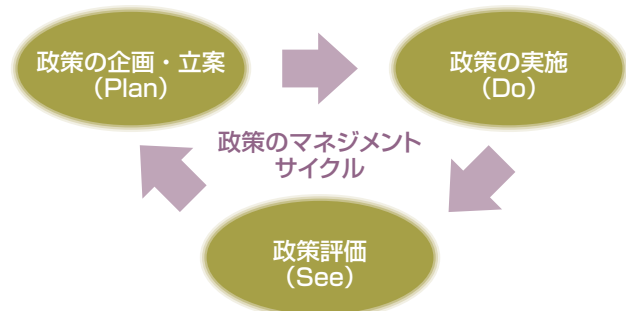 政策の企画・立案
（Plan）
政策の実施
（Do）
政策のマネジメント
サイクル
政策評価
（See）